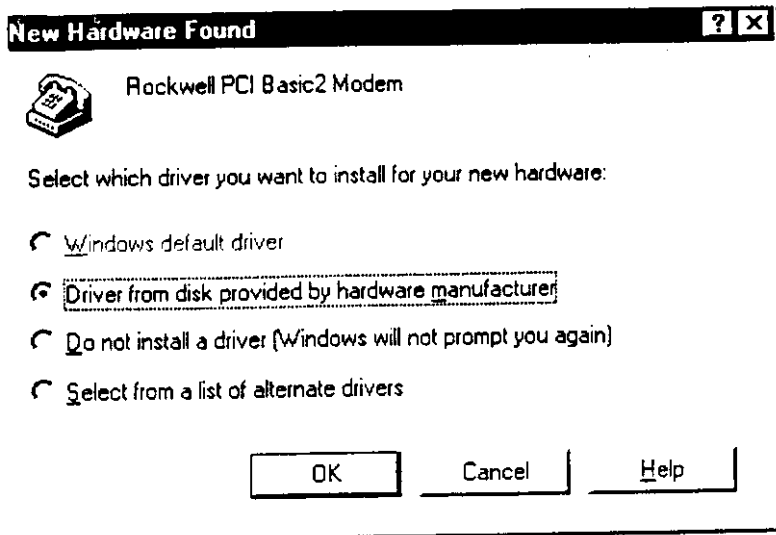 New Hardware Found
Rockwell PCI Basic2 Modem
Select which driver you want to install for your new hardware:
Windows default driver
Driver from disk provided by hardware manufacturer
Do not install a driver (Windows will not prompt you again)
Select from a list of alternate drivers
OK Cancel Help